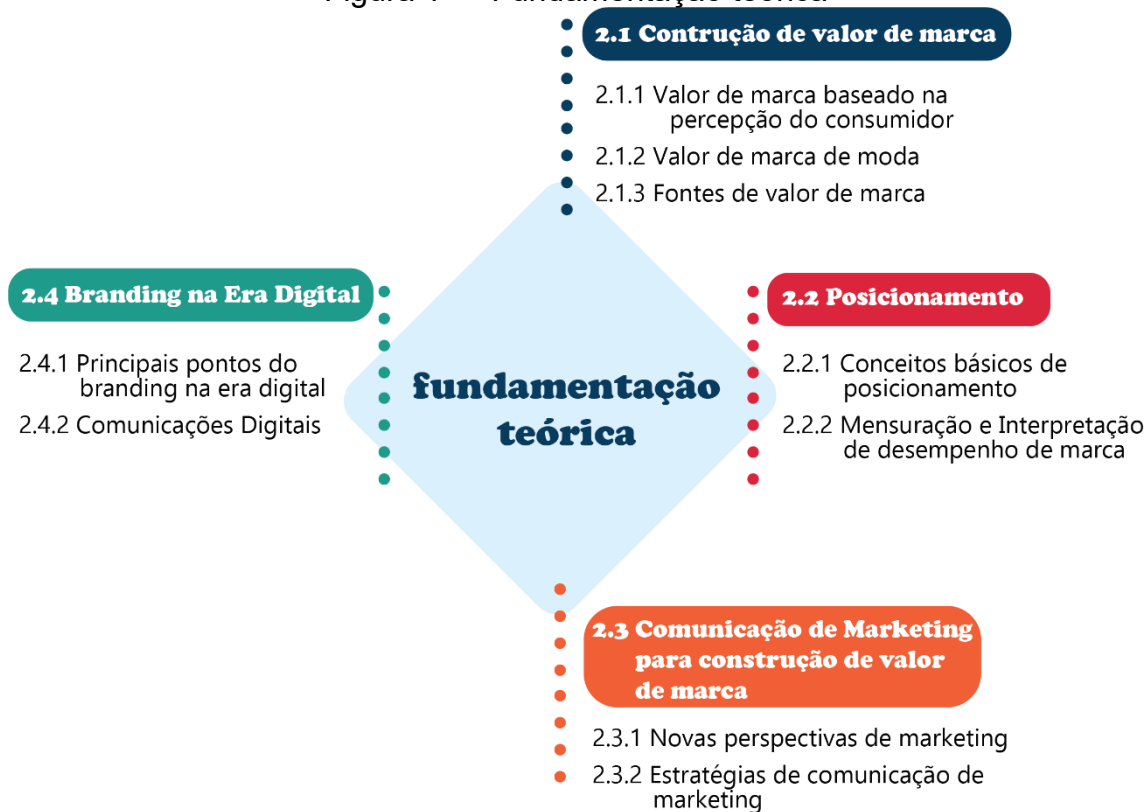 Fundamentação teórica
2.1 Contrução de valor de marca
2.1.1 Valor de marca baseado na
percepção do consumidor
2.1.2 Valor de marca de moda
2.1.3 Fontes de valor de marca
2.4 Branding na Era Digital
2.4.1 Principais pontos do
branding na era digital
2.4.2 Comunicações Digitais
fundamentação
teórica
2.2 Posicionamento
2.2.1 Conceitos básicos de
posicionamento
2.2.2 Mensuração e Interpretação
de desempenho de marca
2.3 Comunicação de Marketing
para construção de valor
de marca
2.3.1 Novas perspectivas de marketing
2.3.2 Estratégias de comunicação de
marketing